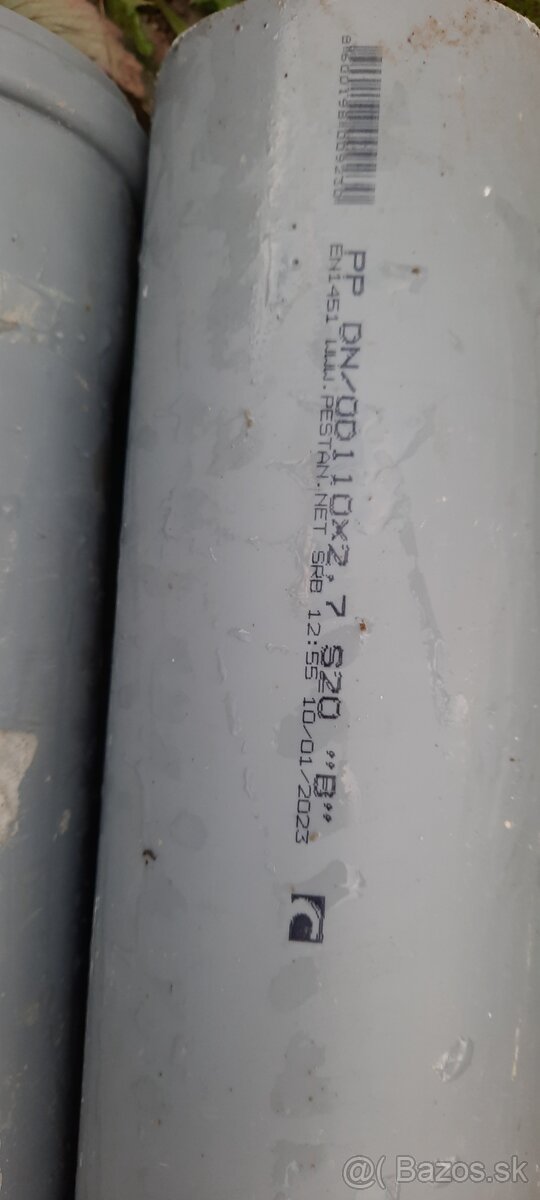 PP DN/OD110x2,7 S20 "B"
EN1451 WWW.PESTAN.NET SRB 12:55 10/01/2023
@( Bazos.sk